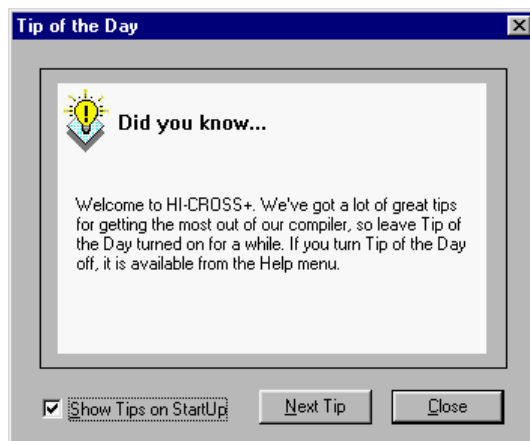 Tip of the Day
Did you know...
Welcome to HI-CROSS+. We've got a lot of great tips
for getting the most out of our compiler, so leave Tip of
the Day turned on for a while. If you turn Tip of the Day
off, it is available from the Help menu.
Show Tips on StartUp
Next Tip
Close